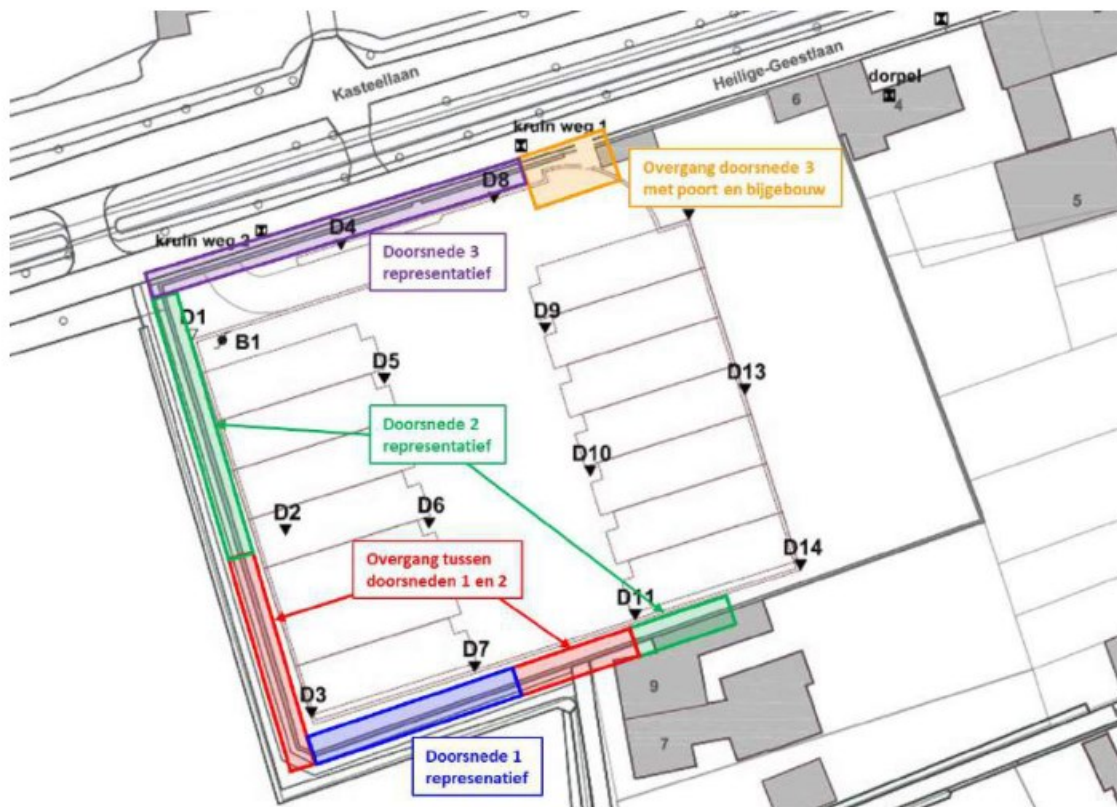 Kasteellaan
Heilige-Geestlaan
dorpel
6
4
5
kruin weg 1
Overgang doorsnede 3
met poort en bijgebouw
D8
kruin weg 2
D4
Doorsnede 3
representatief
D1
B1
D9
D5
D13
Doorsnede 2
representatief
D10
D2
D6
Overgang tussen
doorsneden 1 en 2
D14
D11
D7
D3
9
7
Doorsnede 1
represenatief